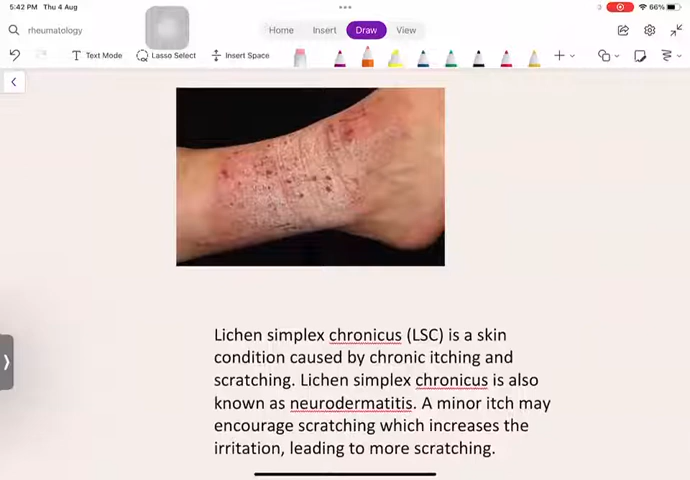 5:42 PM Thu 4 Aug
66%
rheumatology
Home Insert Draw View
Text Mode Lasso Select Insert Space
Lichen simplex chronicus (LSC) is a skin
condition caused by chronic itching and
scratching. Lichen simplex chronicus is also
known as neurodermatitis. A minor itch may
encourage scratching which increases the
irritation, leading to more scratching.